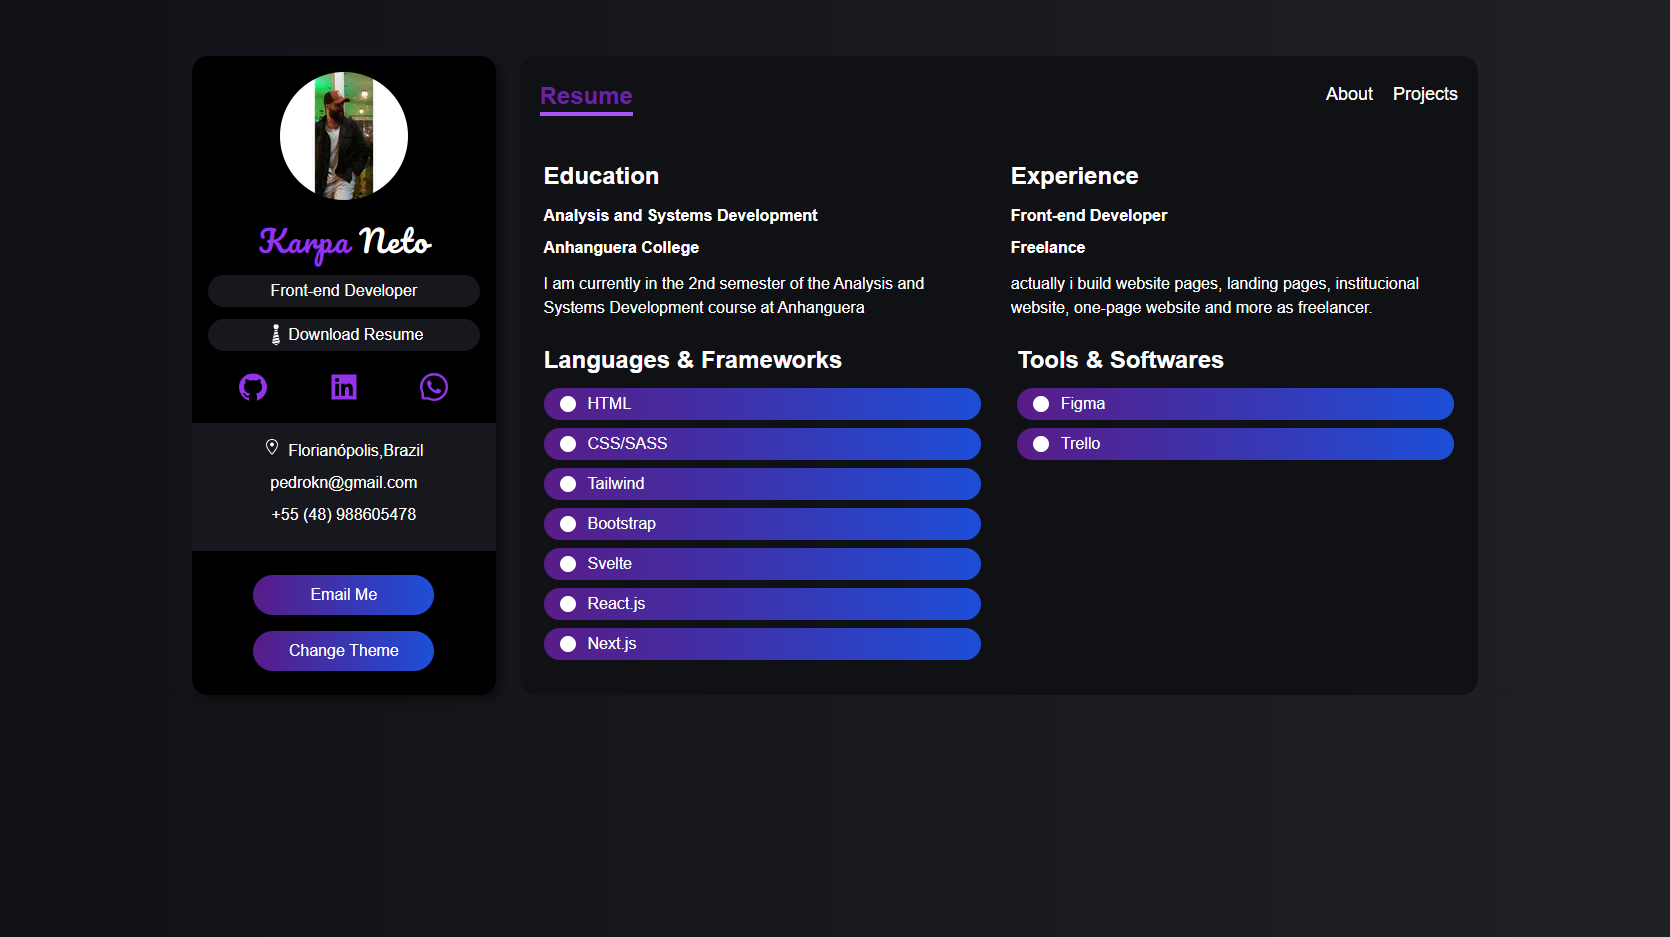 Karpa Neto
Front-end Developer
Download Resume
Florianópolis,Brazil
pedrokn@gmail.com
+55 (48) 988605478
Email Me
Change Theme
Resume
About
Projects
Education
Analysis and Systems Development
Anhanguera College
I am currently in the 2nd semester of the Analysis and
Systems Development course at Anhanguera
Experience
Front-end Developer
Freelance
actually i build website pages, landing pages, institucional
website, one-page website and more as freelancer.
Languages & Frameworks
HTML
CSS/SASS
Tailwind
Bootstrap
Svelte
React.js
Next.js
Tools & Softwares
Figma
Trello